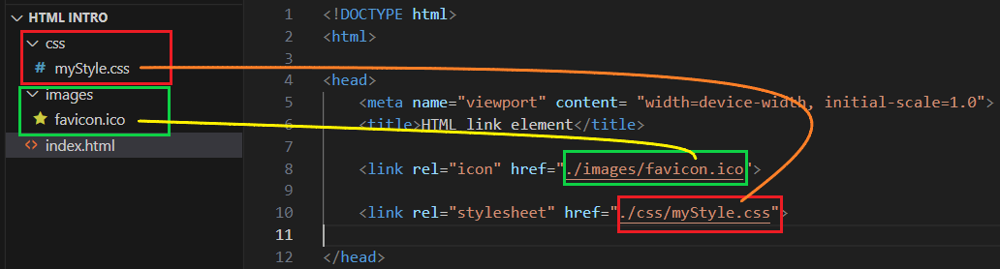 HTML INTRO
css
# myStyle.css
images
favicon.ico
<> index.html
1 <!DOCTYPE html>
2 <html>
3
4 <head>
5 <meta name="viewport" content= "width=device-width, initial-scale=1.0">
6 <title>HTML link element</title>
7
8 <link rel="icon" href="./images/favicon.ico">
9
10 <link rel="stylesheet" href="./css/myStyle.css">
11
12 </head>